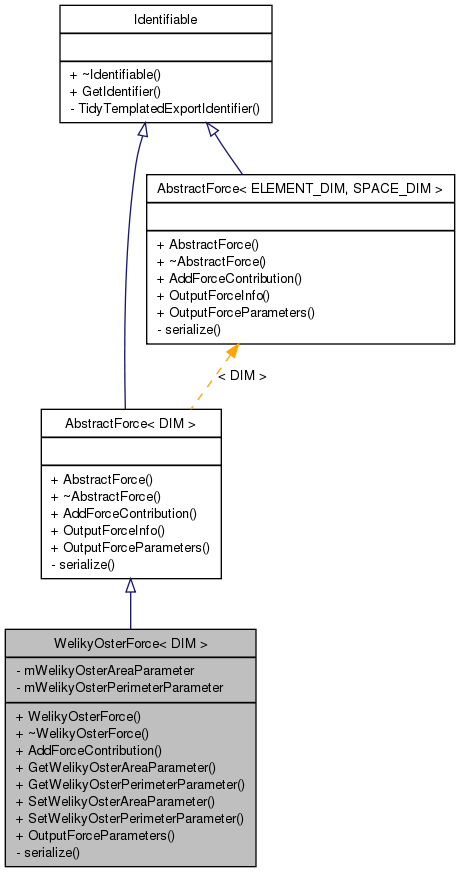 Identifiable
+ ~Identifiable()
+ GetIdentifier()
- TidyTemplatedExportIdentifier()
AbstractForce< ELEMENT_DIM, SPACE_DIM >
+ AbstractForce()
+ ~AbstractForce()
+ AddForceContribution()
+ OutputForceInfo()
+ OutputForceParameters()
- serialize()
< DIM >
AbstractForce< DIM >
+ AbstractForce()
+ ~AbstractForce()
+ AddForceContribution()
+ OutputForceInfo()
+ OutputForceParameters()
- serialize()
WelikyOsterForce< DIM >
- mWelikyOsterAreaParameter
- mWelikyOsterPerimeterParameter
+ WelikyOsterForce()
+ ~WelikyOsterForce()
+ AddForceContribution()
+ GetWelikyOsterAreaParameter()
+ GetWelikyOsterPerimeterParameter()
+ SetWelikyOsterAreaParameter()
+ SetWelikyOsterPerimeterParameter()
+ OutputForceParameters()
- serialize()